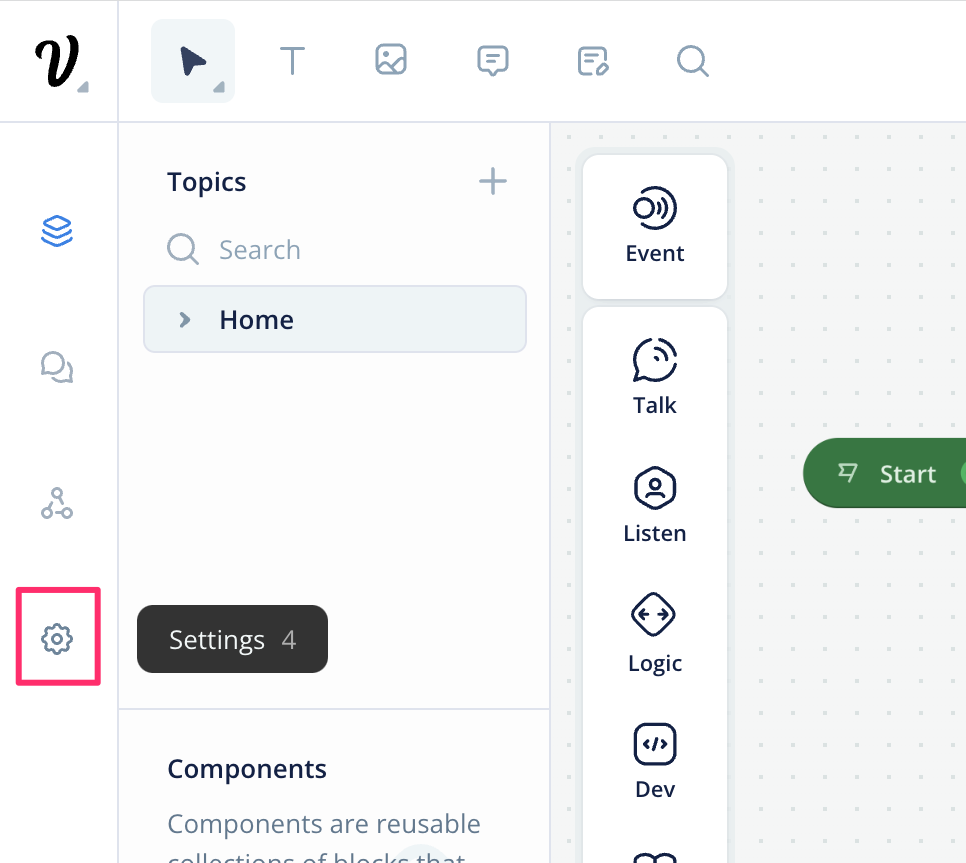 Topics
Search
Home
Settings 4
Components
Components are reusable
collections of blocks that
Event
Talk
Listen
Logic
Dev
Start